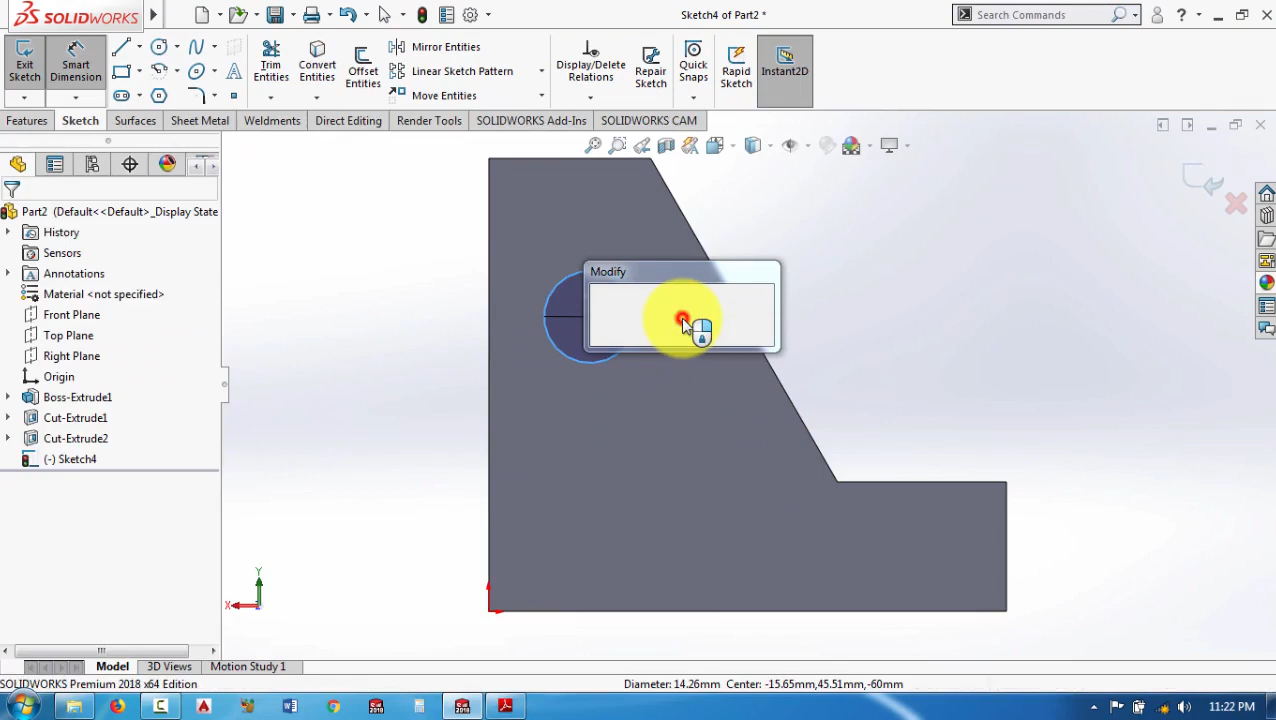 SOLIDWORKS
Sketch4 of Part2 *
Search Commands
?
Exit Sketch
Smart Dimension
Trim Entities
Convert Entities
Offset Entities
Mirror Entities
Linear Sketch Pattern
Move Entities
Display/Delete Relations
Repair Sketch
Quick Snaps
Rapid Sketch
Instant2D
Features
Sketch
Surfaces
Sheet Metal
Weldments
Direct Editing
Render Tools
SOLIDWORKS Add-Ins
SOLIDWORKS CAM
Part2 (Default<<Default>_Display State
History
Sensors
Annotations
Material <not specified>
Front Plane
Top Plane
Right Plane
Origin
Boss-Extrude1
Cut-Extrude1
Cut-Extrude2
(-) Sketch4
Modify
Y
X
Model
3D Views
Motion Study 1
SOLIDWORKS Premium 2018 x64 Edition
Diameter: 14.26mm Center: -15.65mm,45.51mm,-60mm
11:22 PM